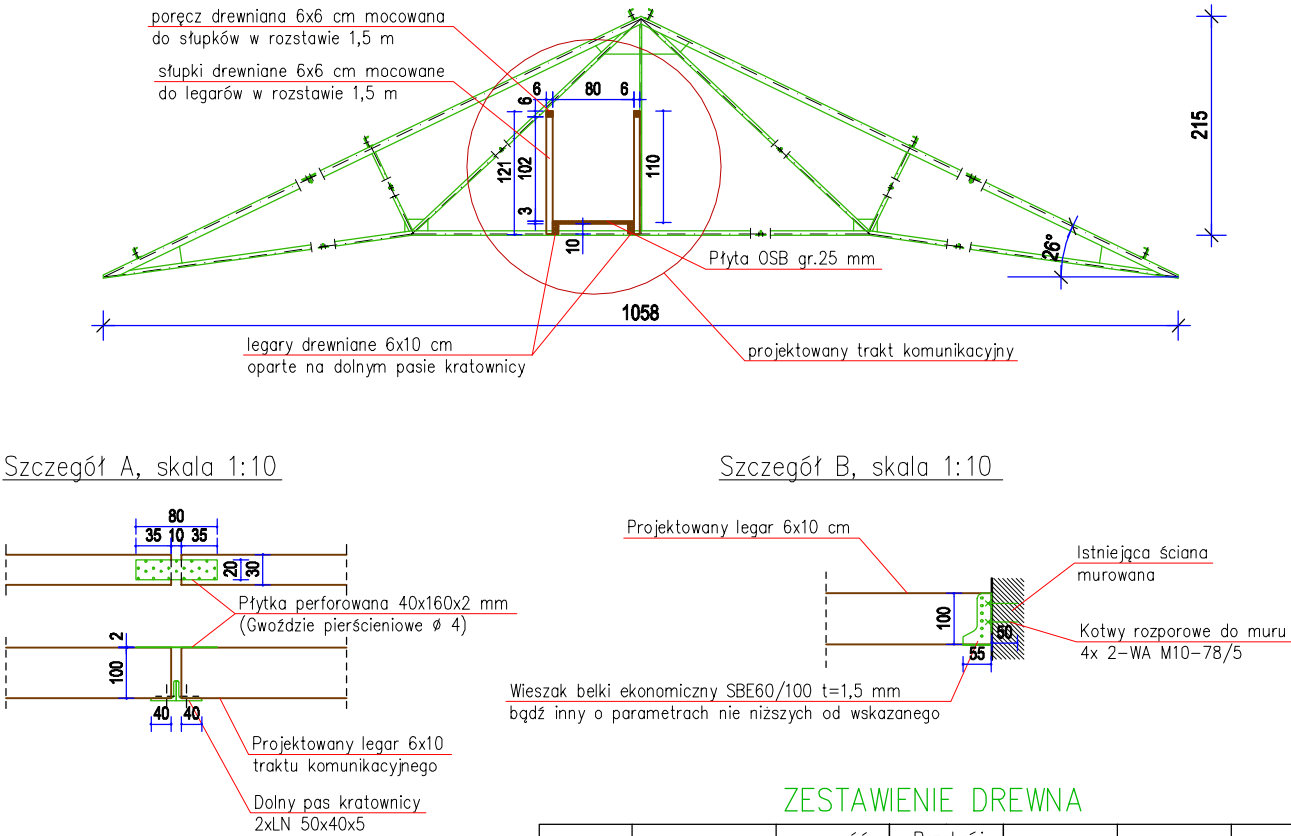 poręcz drewniana 6x6 cm mocowana
do słupków w rozstawie 1,5 m
słupki drewniane 6x6 cm mocowane
do legarów w rozstawie 1,5 m
6 80 6
6
121
102
3
110
10
215
26°
Płyta OSB gr.25 mm
1058
legary drewniane 6x10 cm
oparte na dolnym pasie kratownicy
projektowany trakt komunikacyjny
Szczegół A, skala 1:10
80
35 10 35
20
30
Płytka perforowana 40x160x2 mm
(Gwoździe pierścieniowe ø 4)
2
100
40 40
Projektowany legar 6x10
traktu komunikacyjnego
Dolny pas kratownicy
2xLN 50x40x5
Szczegół B, skala 1:10
Projektowany legar 6x10 cm
Istniejąca ściana
murowana
100
50
55
Kotwy rozporowe do muru
4x 2-WA M10-78/5
Wieszak belki ekonomiczny SBE60/100 t=1,5 mm
bądź inny o parametrach nie niższych od wskazanego
ZESTAWIENIE DREWNA